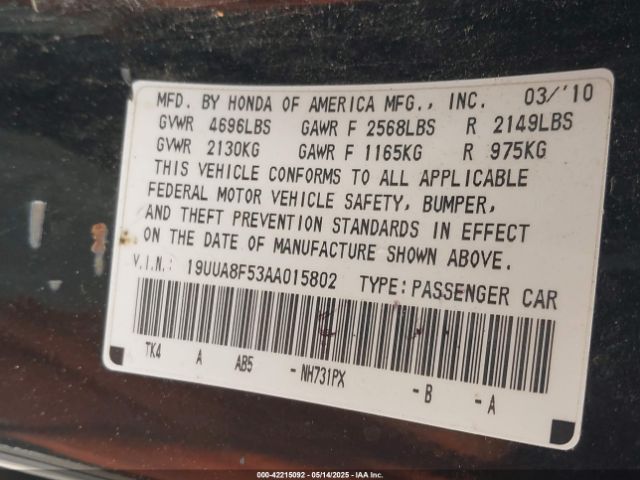 MFD. BY HONDA OF AMERICA MFG., INC. 03/'10
GVWR 4696LBS GAWR F 2568LBS R 2149LBS
GVWR 2130KG GAWR F 1165KG R 975KG
THIS VEHICLE CONFORMS TO ALL APPLICABLE
FEDERAL MOTOR VEHICLE SAFETY, BUMPER,
AND THEFT PREVENTION STANDARDS IN EFFECT
ON THE DATE OF MANUFACTURE SHOWN ABOVE.
V.I.N.: 19UUA8F53AA015802 TYPE: PASSENGER CAR
TK4 A AB5 -NH731PX -B -A
000-42215092 - 05/14/2025 - IAA Inc.